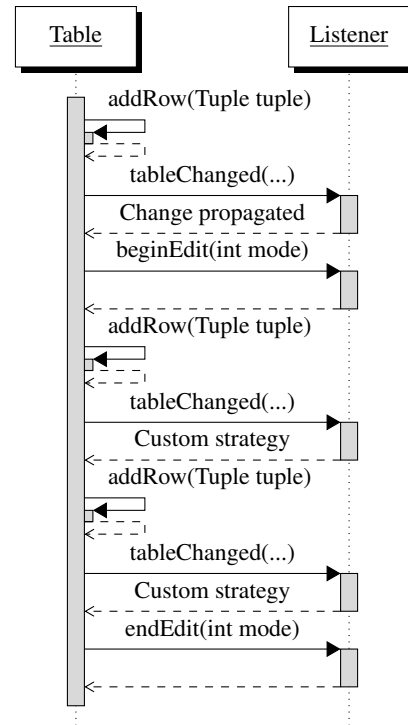 Table
Listener
addRow(Tuple tuple)
tableChanged(...)
Change propagated
beginEdit(int mode)
addRow(Tuple tuple)
tableChanged(...)
Custom strategy
addRow(Tuple tuple)
tableChanged(...)
Custom strategy
endEdit(int mode)